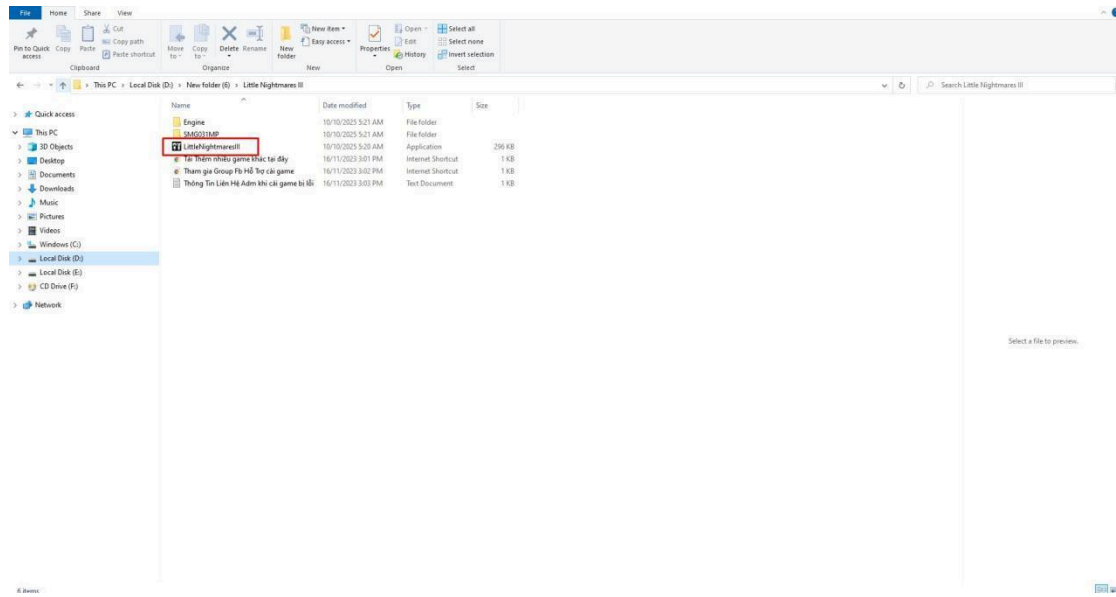 File Home Share View
Pin to Quick access
Copy
Paste
Cut
Copy path
Paste shortcut
Clipboard
Move to
Copy to
Delete
Rename
Organize
New folder
New item
Easy access
New
Properties
Open
Edit
History
Open
Select all
Select none
Invert selection
Select
This PC › Local Disk (D:) › New folder (6) › Little Nightmares III
Search Little Nightmares III
Quick access
This PC
3D Objects
Desktop
Documents
Downloads
Music
Pictures
Videos
Windows (C:)
Local Disk (D:)
Local Disk (E:)
CD Drive (F:)
Network
Name Date modified Type Size
Engine 10/10/2025 5:21 AM File folder
SMG031MP 10/10/2025 5:21 AM File folder
LittleNightmaresIII 10/10/2025 5:20 AM Application 296 KB
Tải Thêm nhiều game khác tại đây 16/11/2023 3:01 PM Internet Shortcut 1 KB
Tham gia Group Fb Hỗ Trợ cài game 16/11/2023 3:02 PM Internet Shortcut 1 KB
Thông Tin Liên Hệ Adm khi cài game bị lỗi 16/11/2023 3:03 PM Text Document 1 KB
Select a file to preview.
6 items